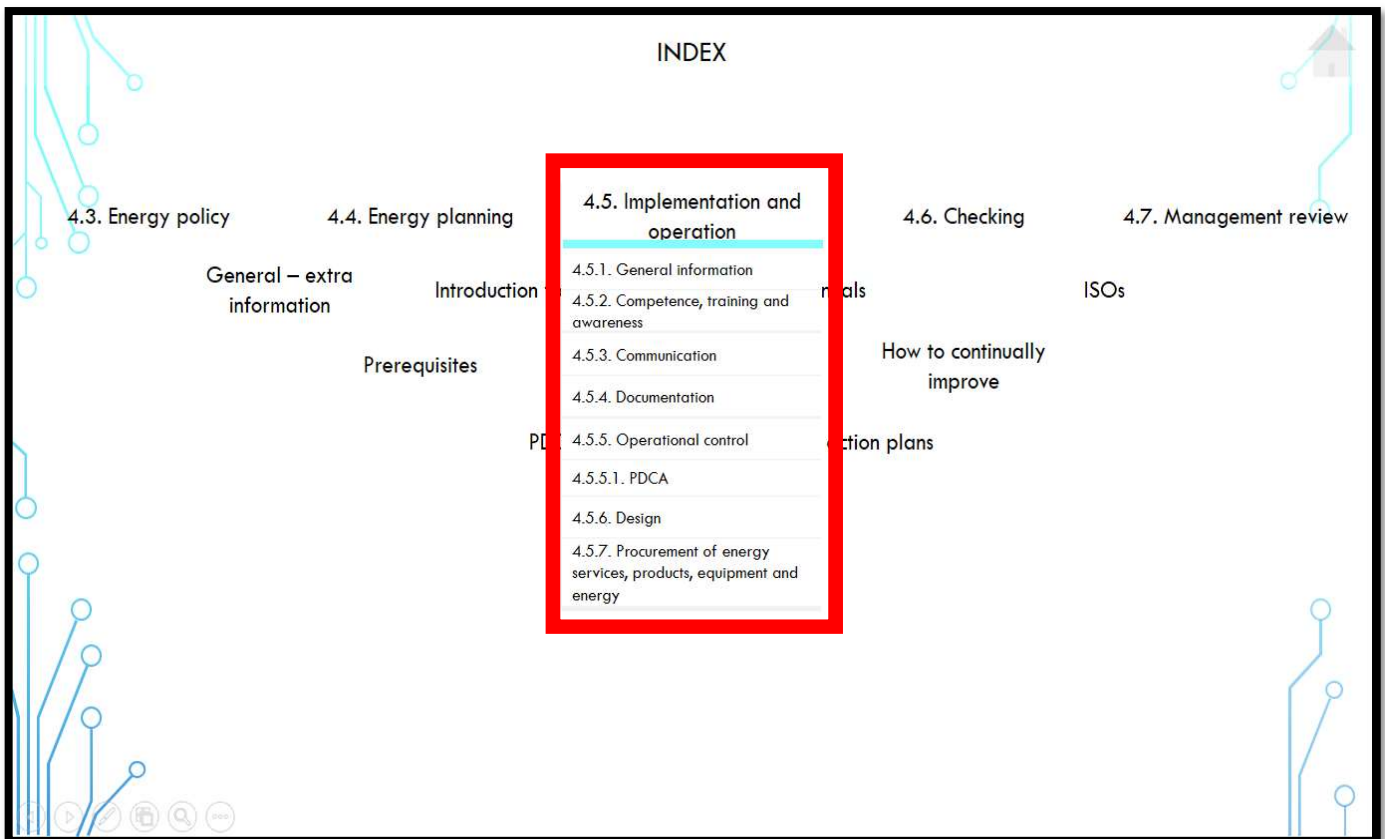 INDEX
4.3. Energy policy
4.4. Energy planning
4.5. Implementation and
operation
4.6. Checking
4.7. Management review
General – extra
information
Introduction
ISOs
4.5.1. General information
4.5.2. Competence, training and
awareness
4.5.3. Communication
4.5.4. Documentation
4.5.5. Operational control
4.5.5.1. PDCA
4.5.6. Design
4.5.7. Procurement of energy
services, products, equipment and
energy
Prerequisites
How to continually
improve
plans